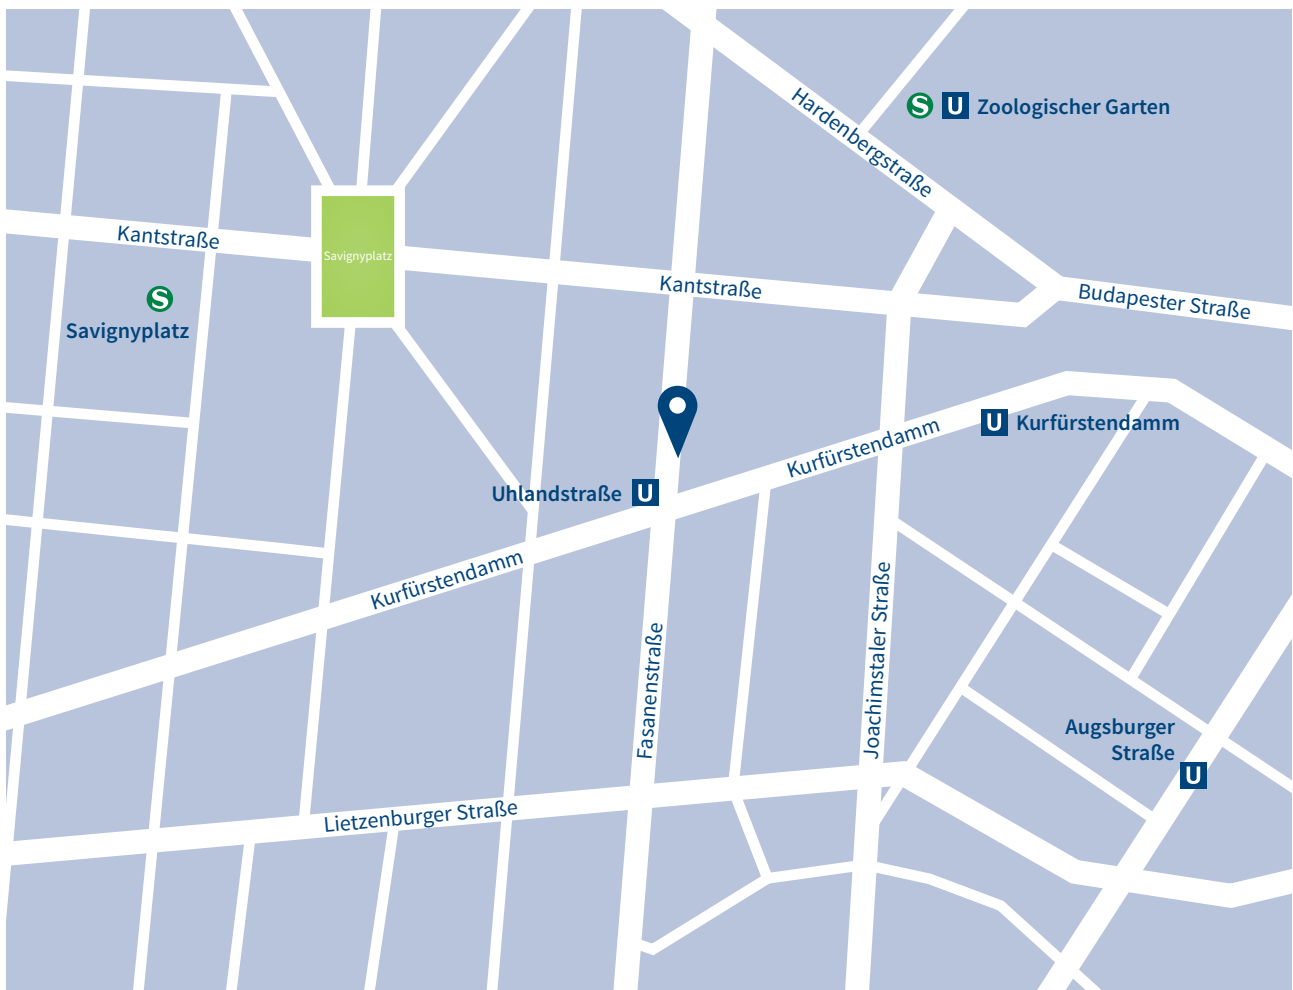 S U Zoologischer Garten
Hardenbergstraße
Kantstraße
Savignyplatz
Kantstraße
Budapester Straße
S
Savignyplatz
U Kurfürstendamm
Kurfürstendamm
Uhlandstraße U
Kurfürstendamm
Fasanenstraße
Joachimstaler Straße
Augsburger
Straße
U
Lietzenburger Straße